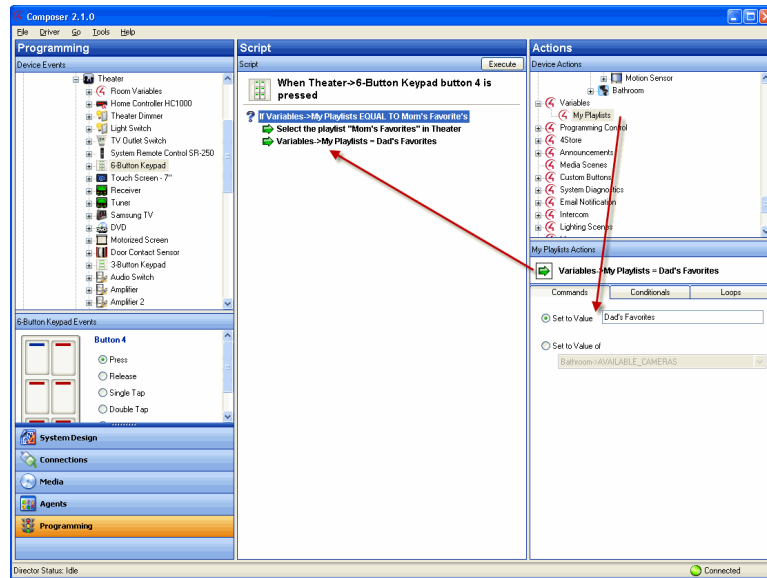 Composer 2.1.0
File Driver Go Tools Help
Programming
Device Events
Theater
Room Variables
Home Controller HC1000
Theater Dimmer
Light Switch
TV Outlet Switch
System Remote Control SR-250
6-Button Keypad
Touch Screen - 7"
Receiver
Tuner
Samsung TV
DVD
Motorized Screen
Door Contact Sensor
3-Button Keypad
Audio Switch
Amplifier
Amplifier 2
6-Button Keypad Events
Button 4
Press
Release
Single Tap
Double Tap
System Design
Connections
Media
Agents
Programming
Director Status: Idle
Script
Script Execute
When Theater->6-Button Keypad button 4 is
pressed
If Variables->My Playlists EQUAL TO Mom's Favorite's
Select the playlist "Mom's Favorites" in Theater
Variables->My Playlists = Dad's Favorites
Actions
Device Actions
Motion Sensor
Bathroom
Variables
My Playlists
Programming Control
4Store
Announcements
Media Scenes
Custom Buttons
System Diagnostics
Email Notification
Intercom
Lighting Scenes
My Playlists Actions
Variables->My Playlists = Dad's Favorites
Commands Conditionals Loops
Set to Value Dad's Favorites
Set to Value of
Bathroom->AVAILABLE_CAMERAS
Connected